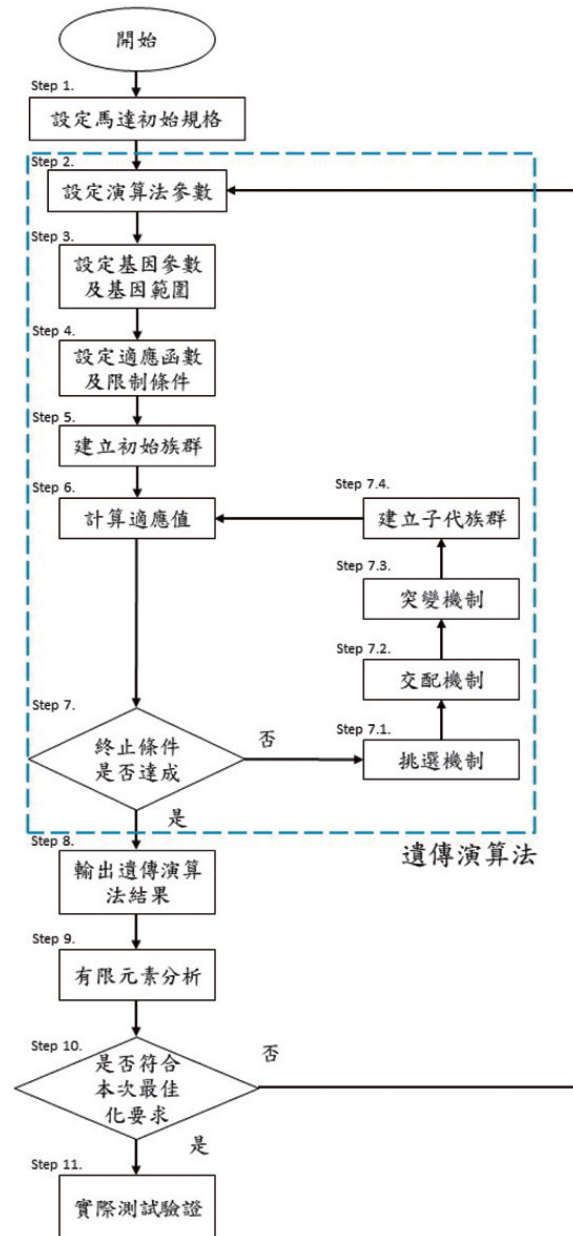 開始
Step 1.
設定馬達初始規格
Step 2.
設定演算法參數
Step 3.
設定基因參數
及基因範圍
Step 4.
設定適應函數
及限制條件
Step 5.
建立初始族群
Step 6.
計算適應值
Step 7.4.
建立子代族群
Step 7.3.
突變機制
Step 7.2.
交配機制
Step 7.1.
挑選機制
Step 7.
終止條件
是否達成
否
是
遺傳演算法
Step 8.
輸出遺傳演算
法結果
Step 9.
有限元素分析
Step 10.
是否符合
本次最佳
化要求
否
是
Step 11.
實際測試驗證